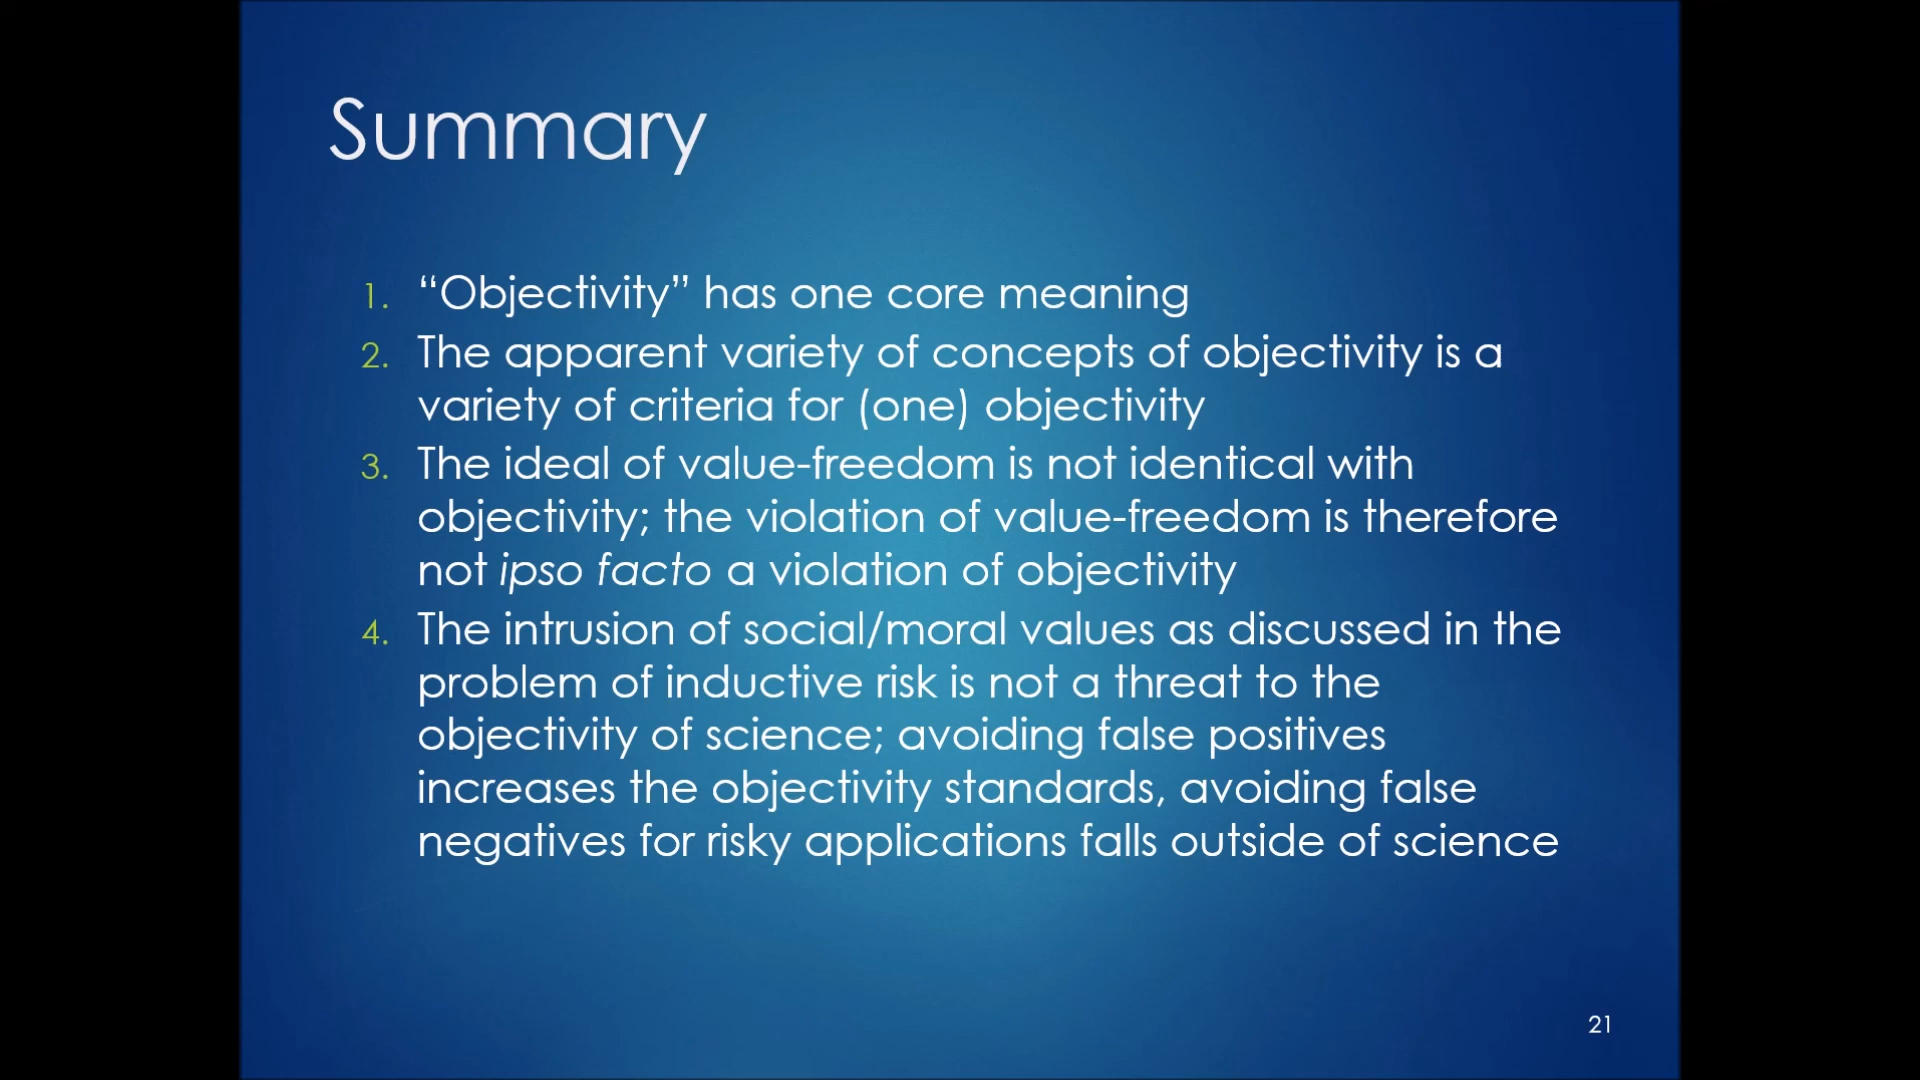 Summary
1. “Objectivity” has one core meaning
2. The apparent variety of concepts of objectivity is a
variety of criteria for (one) objectivity
3. The ideal of value-freedom is not identical with
objectivity; the violation of value-freedom is therefore
not ipso facto a violation of objectivity
4. The intrusion of social/moral values as discussed in the
problem of inductive risk is not a threat to the
objectivity of science; avoiding false positives
increases the objectivity standards, avoiding false
negatives for risky applications falls outside of science
21